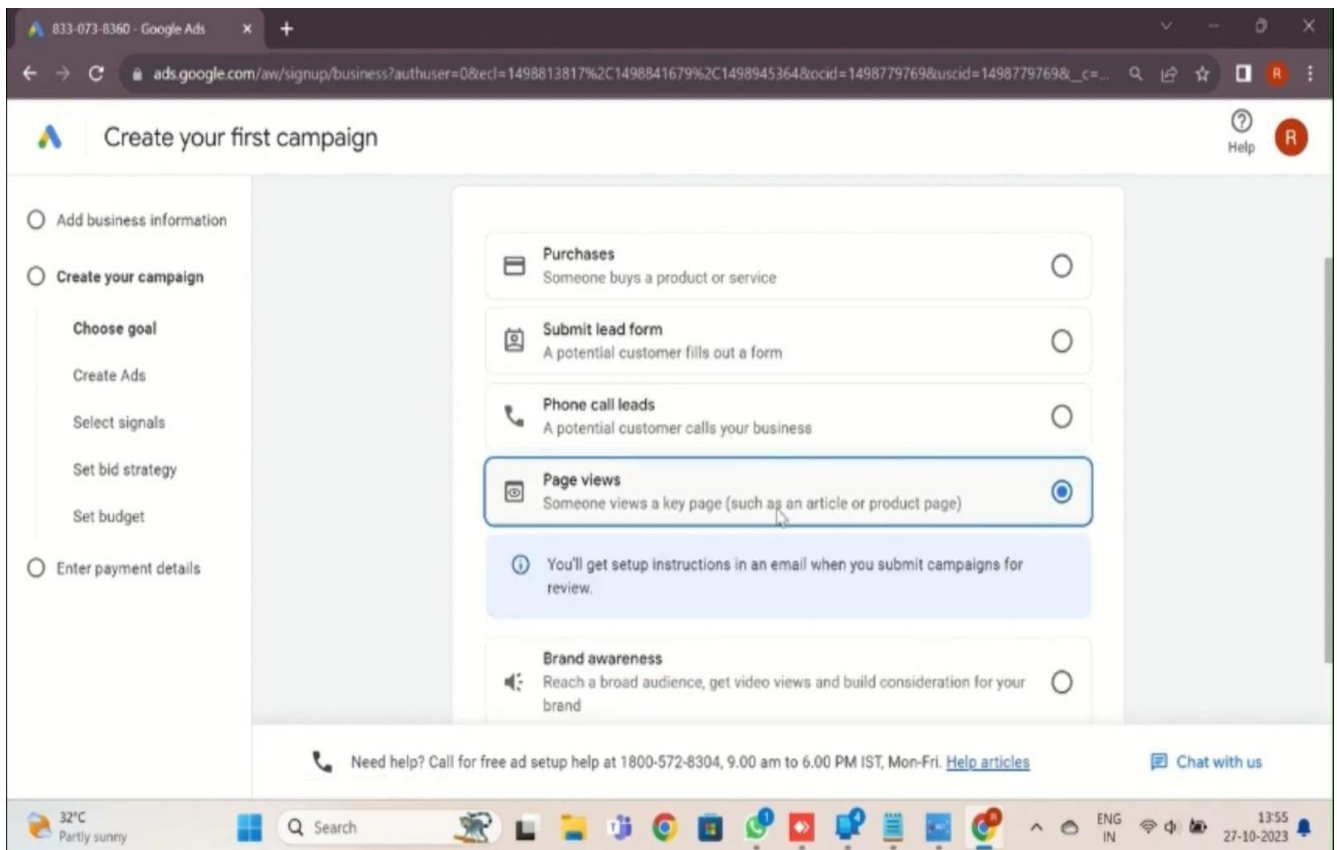 833-073-8360 - Google Ads
ads.google.com/aw/signup/business?authuser=0&ecl=1498813817%2C1498841679%2C1498945364&ocid=1498779769&uscid=1498779769&__c=...
R
Create your first campaign
Help
R
Add business information
Create your campaign
Choose goal
Create Ads
Select signals
Set bid strategy
Set budget
Enter payment details
Purchases
Someone buys a product or service
Submit lead form
A potential customer fills out a form
Phone call leads
A potential customer calls your business
Page views
Someone views a key page (such as an article or product page)
You'll get setup instructions in an email when you submit campaigns for
review.
Brand awareness
Reach a broad audience, get video views and build consideration for your
brand
Need help? Call for free ad setup help at 1800-572-8304, 9.00 am to 6.00 PM IST, Mon-Fri. Help articles
Chat with us
32°C
Partly sunny
Search
1
4
ENG
IN
13:55
27-10-2023